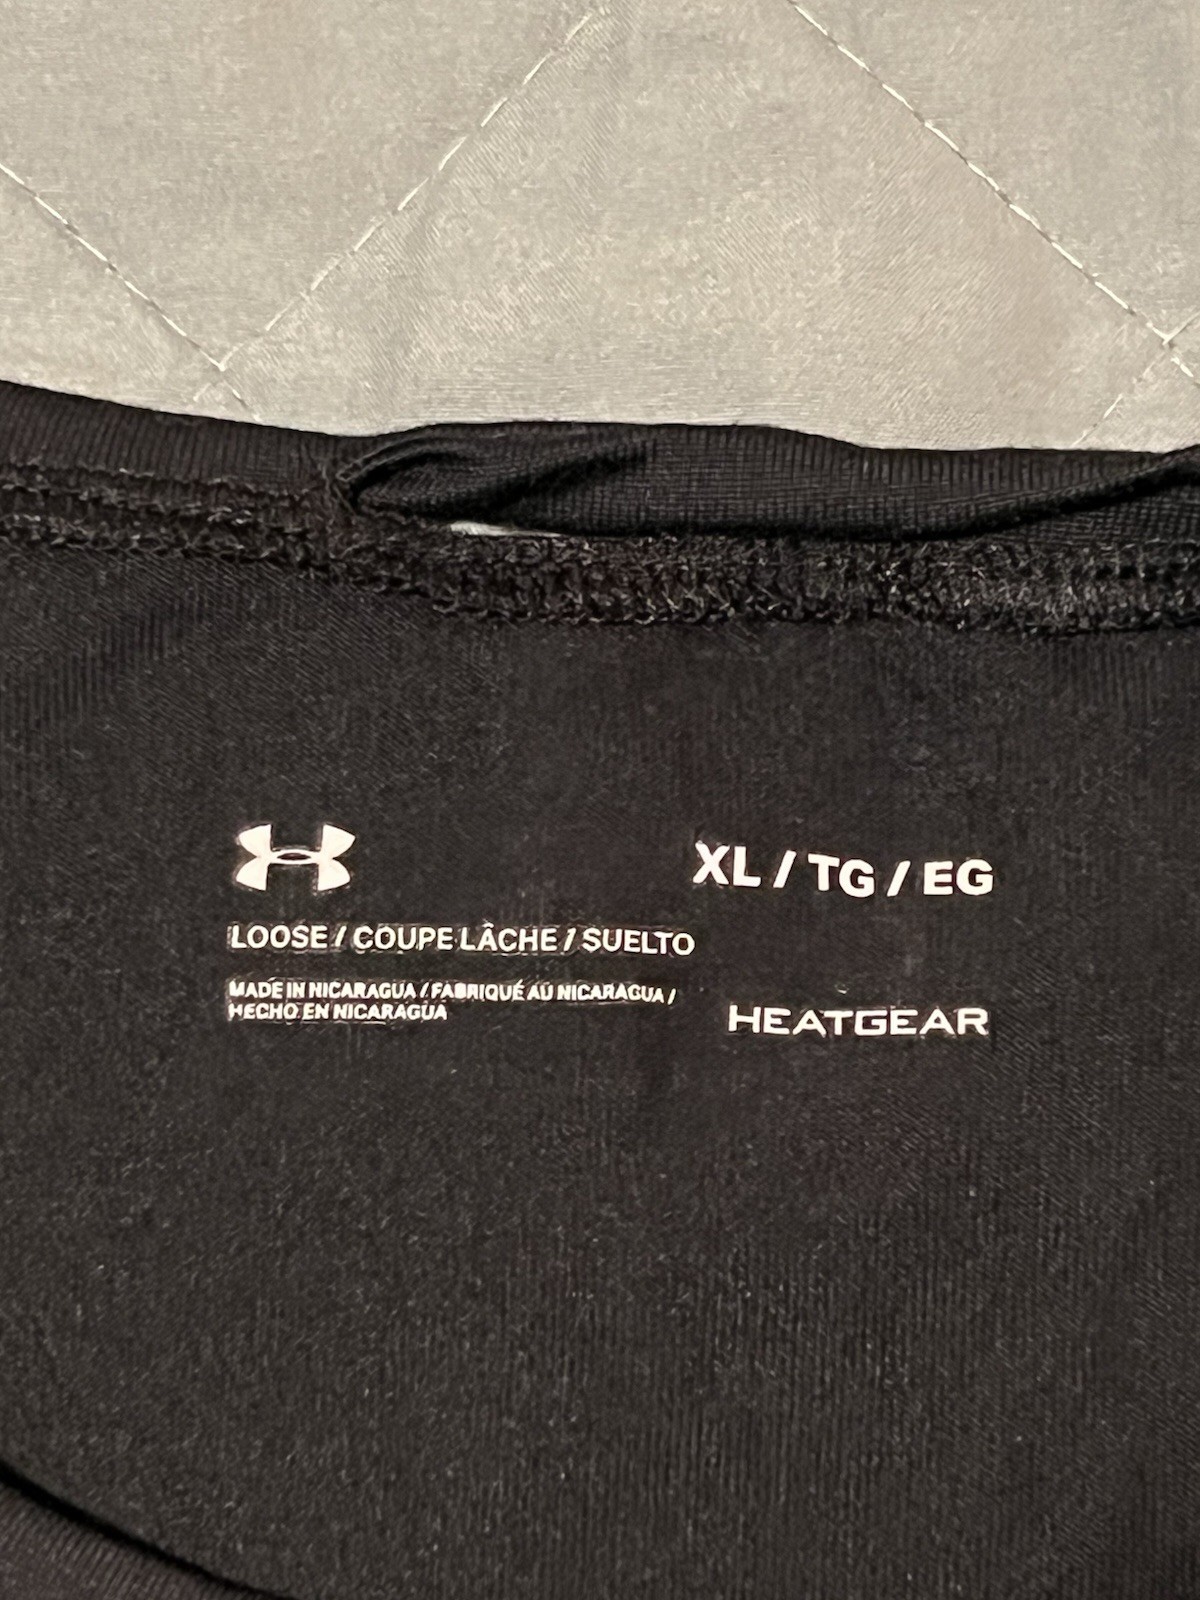 XL / TG / EG
LOOSE / COUPE LÂCHE / SUELTO
MADE IN NICARAGUA / FABRIQUÉ AU NICARAGUA /
HECHO EN NICARAGUA
HEATGEAR